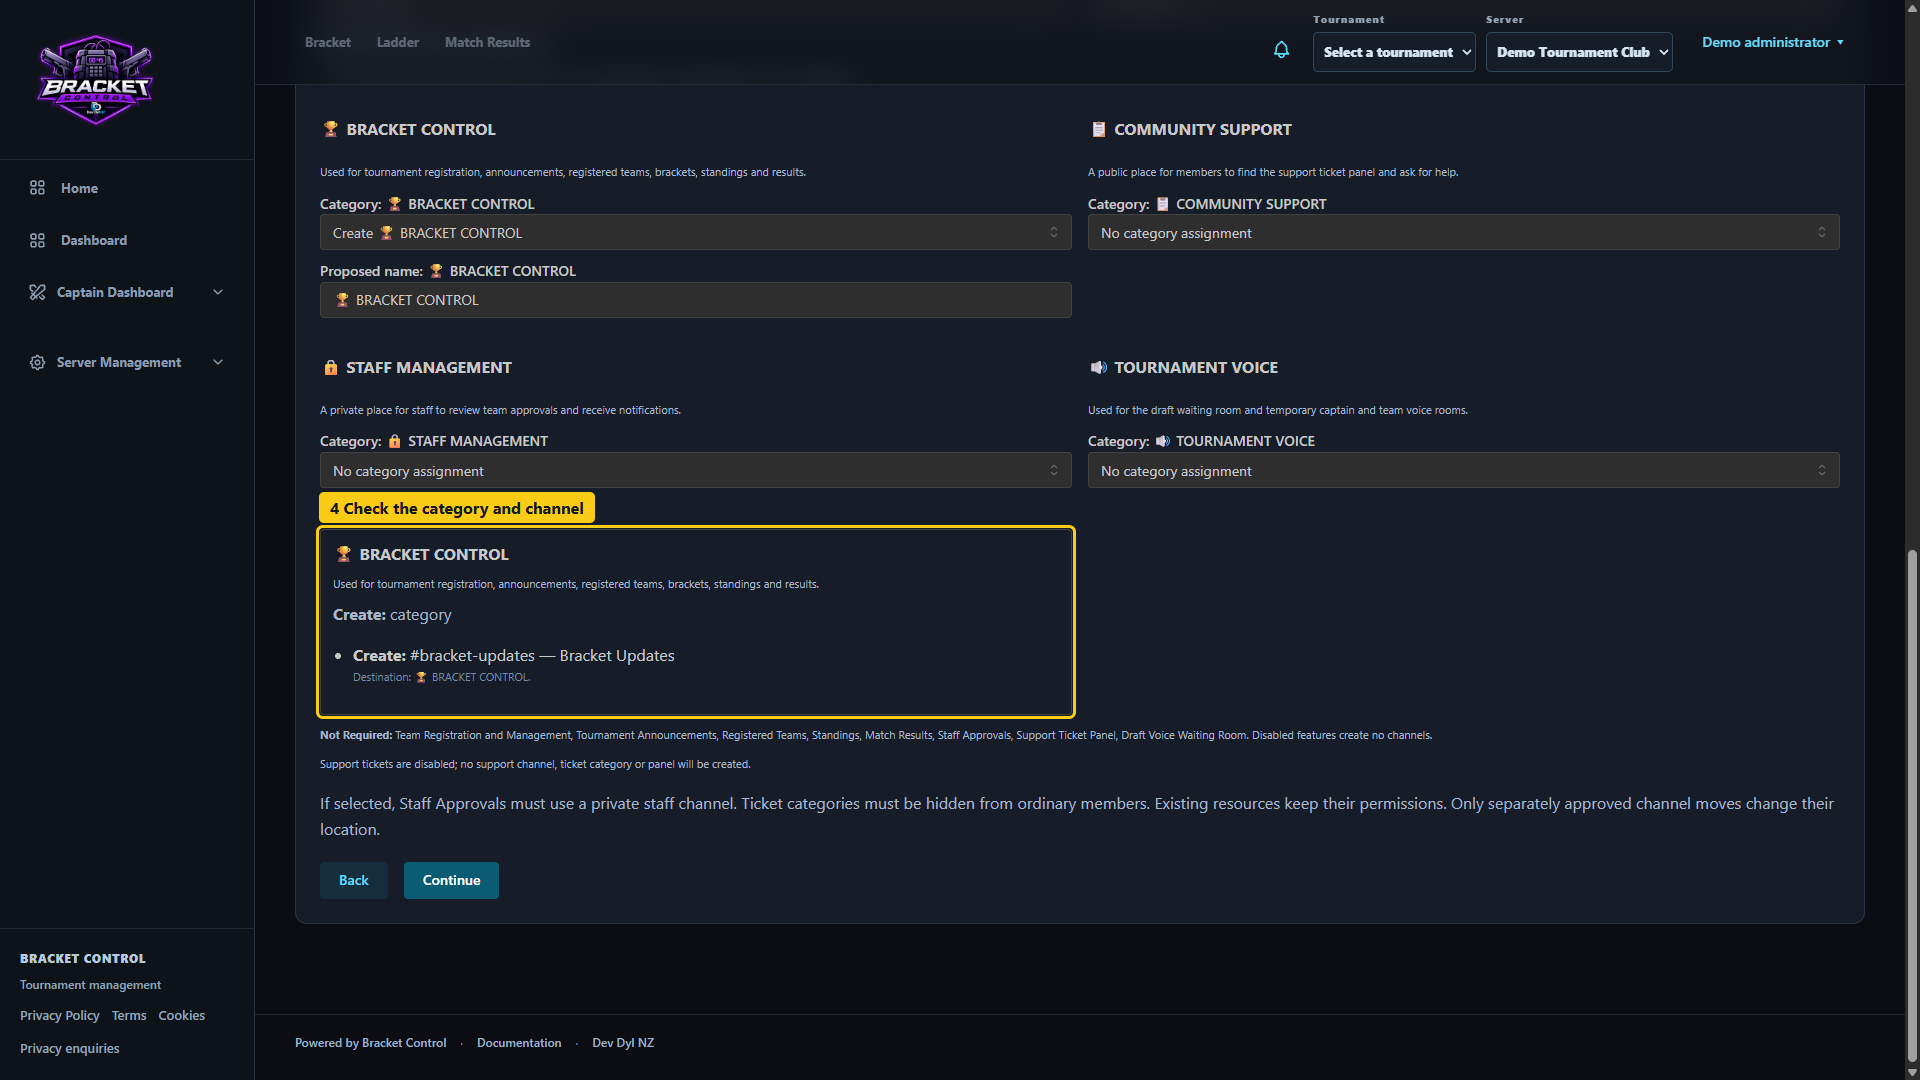 BRACKET
CONTROL
Home
Dashboard
Captain Dashboard
Server Management
BRACKET CONTROL
Tournament management
Privacy Policy Terms Cookies
Privacy enquiries
Bracket Ladder Match Results
Tournament
Select a tournament
Server
Demo Tournament Club
Demo administrator
🏆 BRACKET CONTROL
Used for tournament registration, announcements, registered teams, brackets, standings and results.
Category: 🏆 BRACKET CONTROL
Create 🏆 BRACKET CONTROL
Proposed name: 🏆 BRACKET CONTROL
🏆 BRACKET CONTROL
📋 COMMUNITY SUPPORT
A public place for members to find the support ticket panel and ask for help.
Category: 📋 COMMUNITY SUPPORT
No category assignment
🔒 STAFF MANAGEMENT
A private place for staff to review team approvals and receive notifications.
Category: 🔒 STAFF MANAGEMENT
No category assignment
🔊 TOURNAMENT VOICE
Used for the draft waiting room and temporary captain and team voice rooms.
Category: 🔊 TOURNAMENT VOICE
No category assignment
4 Check the category and channel
🏆 BRACKET CONTROL
Used for tournament registration, announcements, registered teams, brackets, standings and results.
Create: category
• Create: #bracket-updates — Bracket Updates
Destination: 🏆 BRACKET CONTROL.
Not Required: Team Registration and Management, Tournament Announcements, Registered Teams, Standings, Match Results, Staff Approvals, Support Ticket Panel, Draft Voice Waiting Room. Disabled features create no channels.
Support tickets are disabled; no support channel, ticket category or panel will be created.
If selected, Staff Approvals must use a private staff channel. Ticket categories must be hidden from ordinary members. Existing resources keep their permissions. Only separately approved channel moves change their
location.
Back Continue
Powered by Bracket Control · Documentation · Dev Dyl NZ